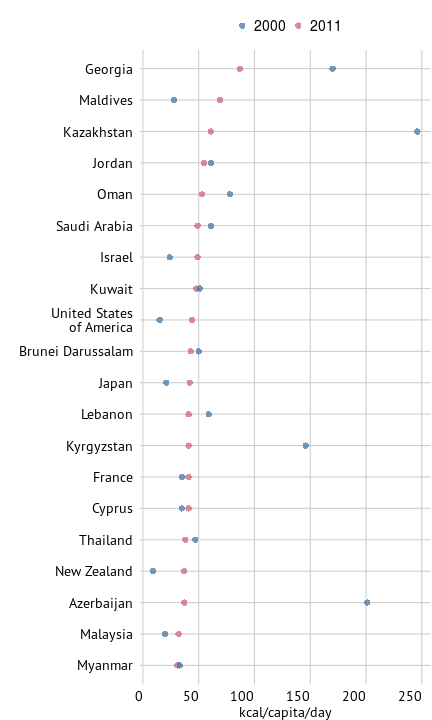 2000 2011
Georgia
Maldives
Kazakhstan
Jordan
Oman
Saudi Arabia
Israel
Kuwait
United States
of America
Brunei Darussalam
Japan
Lebanon
Kyrgyzstan
France
Cyprus
Thailand
New Zealand
Azerbaijan
Malaysia
Myanmar
0 50 100 150 200 250
kcal/capita/day